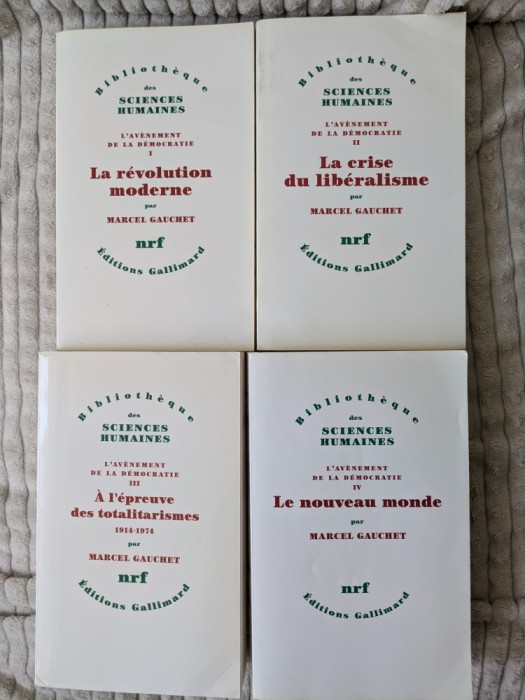 Bibliothèque
des
SCIENCES
HUMAINES
L'AVÈNEMENT
DE LA DÉMOCRATIE
I
La révolution
moderne
par
MARCEL GAUCHET
nrf
Éditions Gallimard
Bibliothèque
des
SCIENCES
HUMAINES
L'AVÈNEMENT
DE LA DÉMOCRATIE
II
La crise
du libéralisme
par
MARCEL GAUCHET
nrf
Éditions Gallimard
Bibliothèque
des
SCIENCES
HUMAINES
L'AVÈNEMENT
DE LA DÉMOCRATIE
III
À l'épreuve
des totalitarismes
1914-1974
par
MARCEL GAUCHET
nrf
Éditions Gallimard
Bibliothèque
des
SCIENCES
HUMAINES
L'AVÈNEMENT
DE LA DÉMOCRATIE
IV
Le nouveau monde
par
MARCEL GAUCHET
nrf
Éditions Gallimard